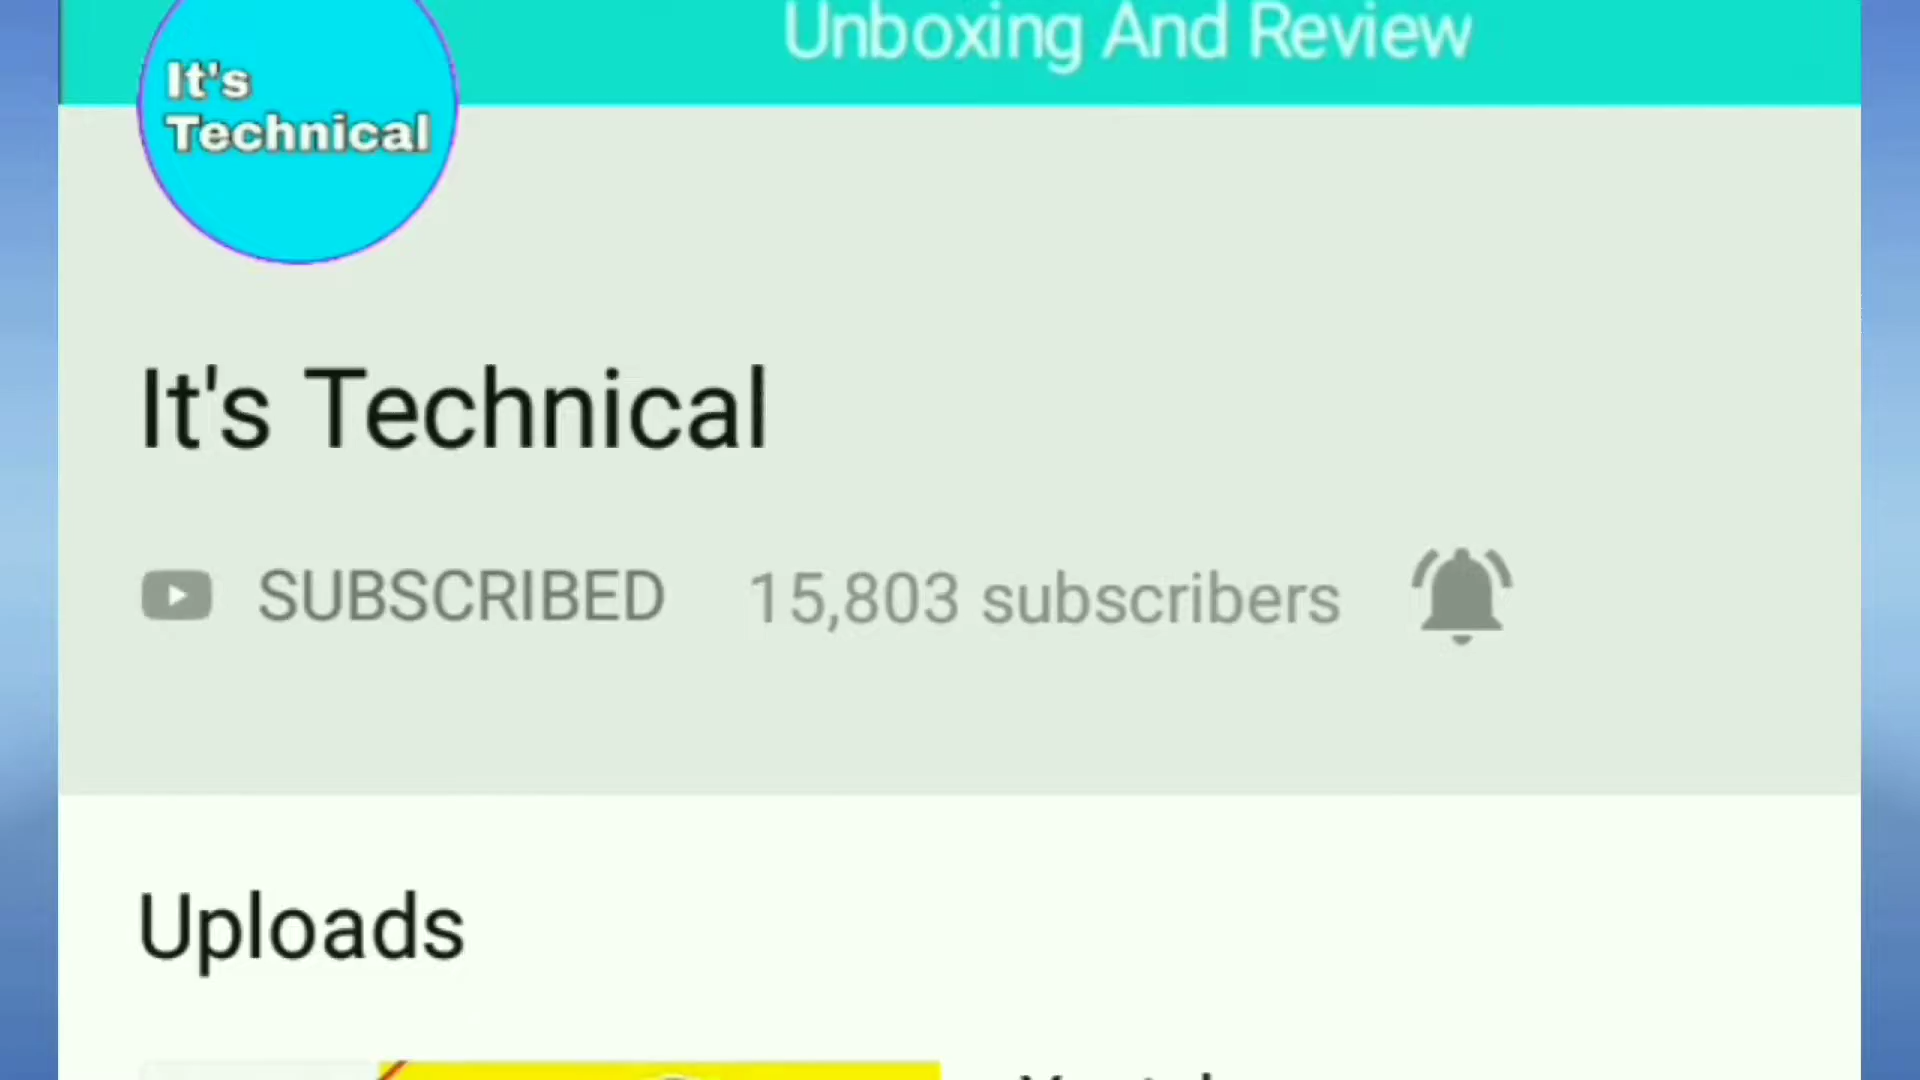 Unboxing And Review
It's
Technical
It's Technical
SUBSCRIBED 15,803 subscribers
Uploads